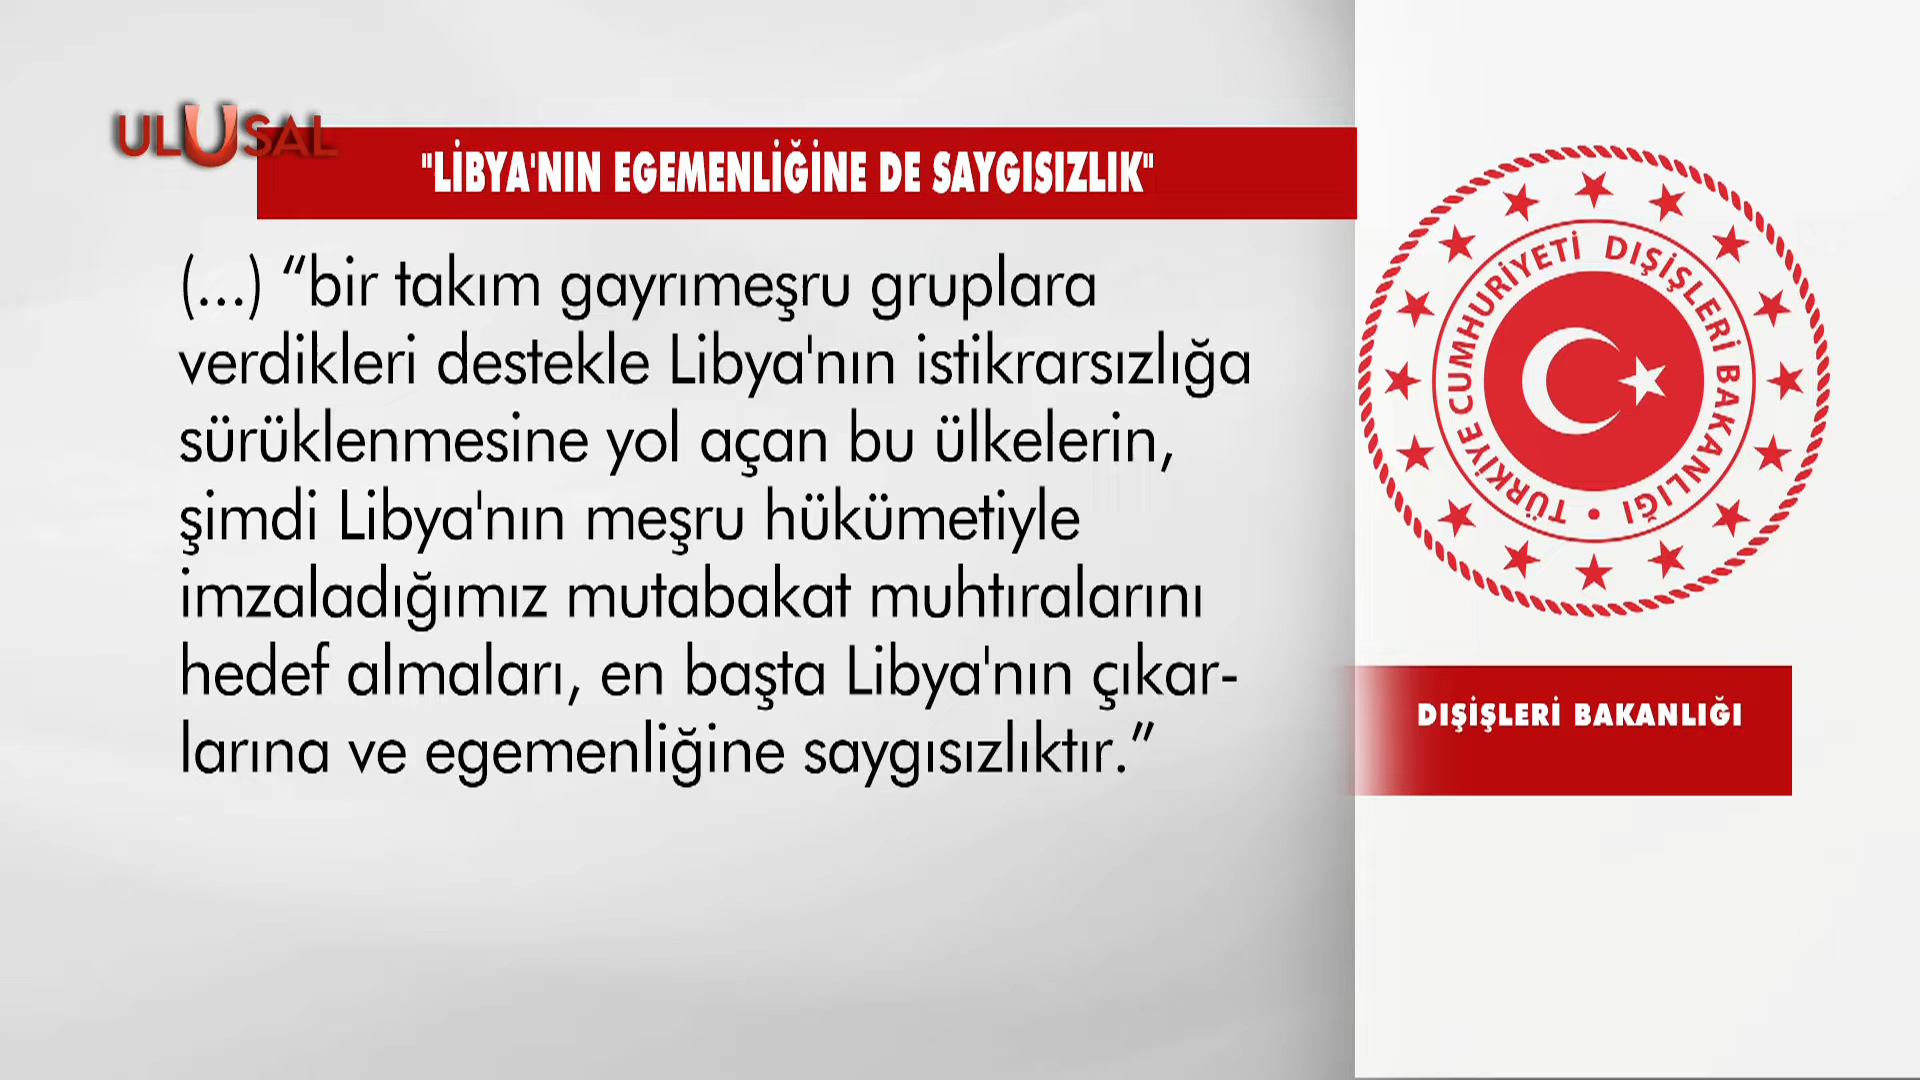 ULUSAL
"LİBYA'NIN EGEMENLİĞİNE DE SAYGISIZLIK"
(...) “bir takım gayrımeşru gruplara
verdikleri destekle Libya'nın istikrarsızlığa
sürüklenmesine yol açan bu ülkelerin,
şimdi Libya'nın meşru hükümetiyle
imzaladığımız mutabakat muhtıralarını
hedef almaları, en başta Libya'nın çıkar-
larına ve egemenliğine saygısızlıktır.”
TÜRKİYE CUMHURİYETİ DIŞİŞLERİ BAKANLIĞI •
DIŞİŞLERİ BAKANLIĞI